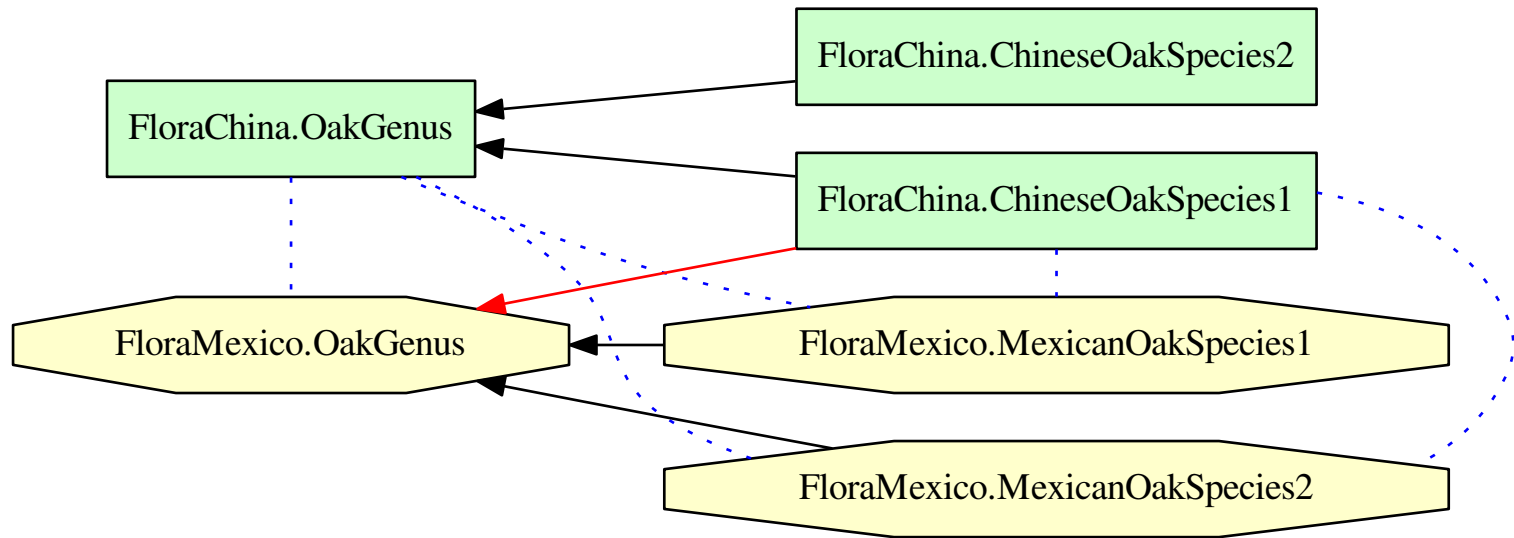 FloraChina.ChineseOakSpecies2
FloraChina.OakGenus
FloraChina.ChineseOakSpecies1
FloraMexico.OakGenus
FloraMexico.MexicanOakSpecies1
FloraMexico.MexicanOakSpecies2